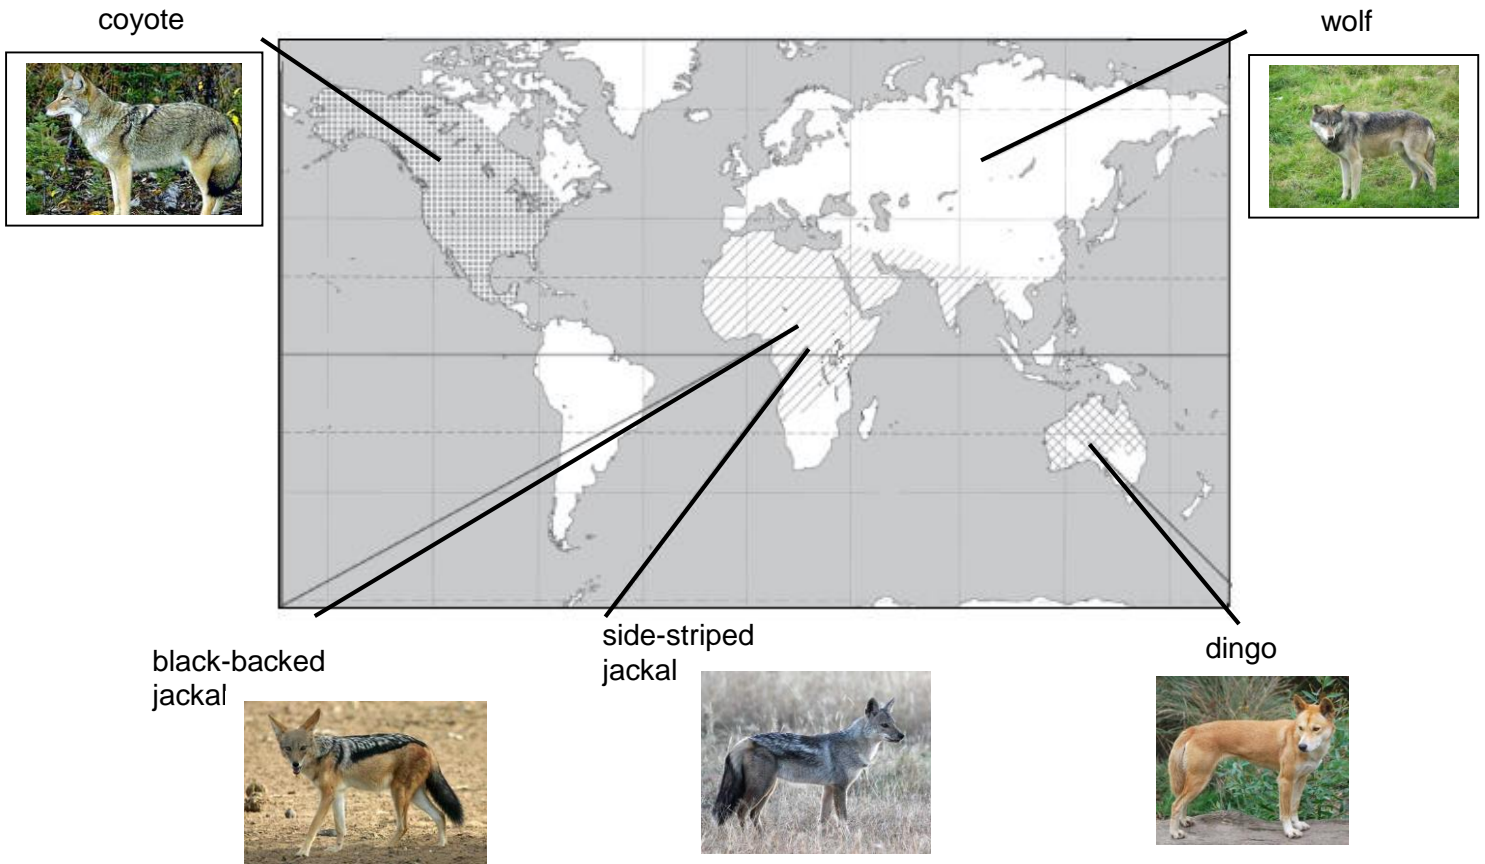 coyote
wolf
black-backed
jackal
side-striped
jackal
dingo